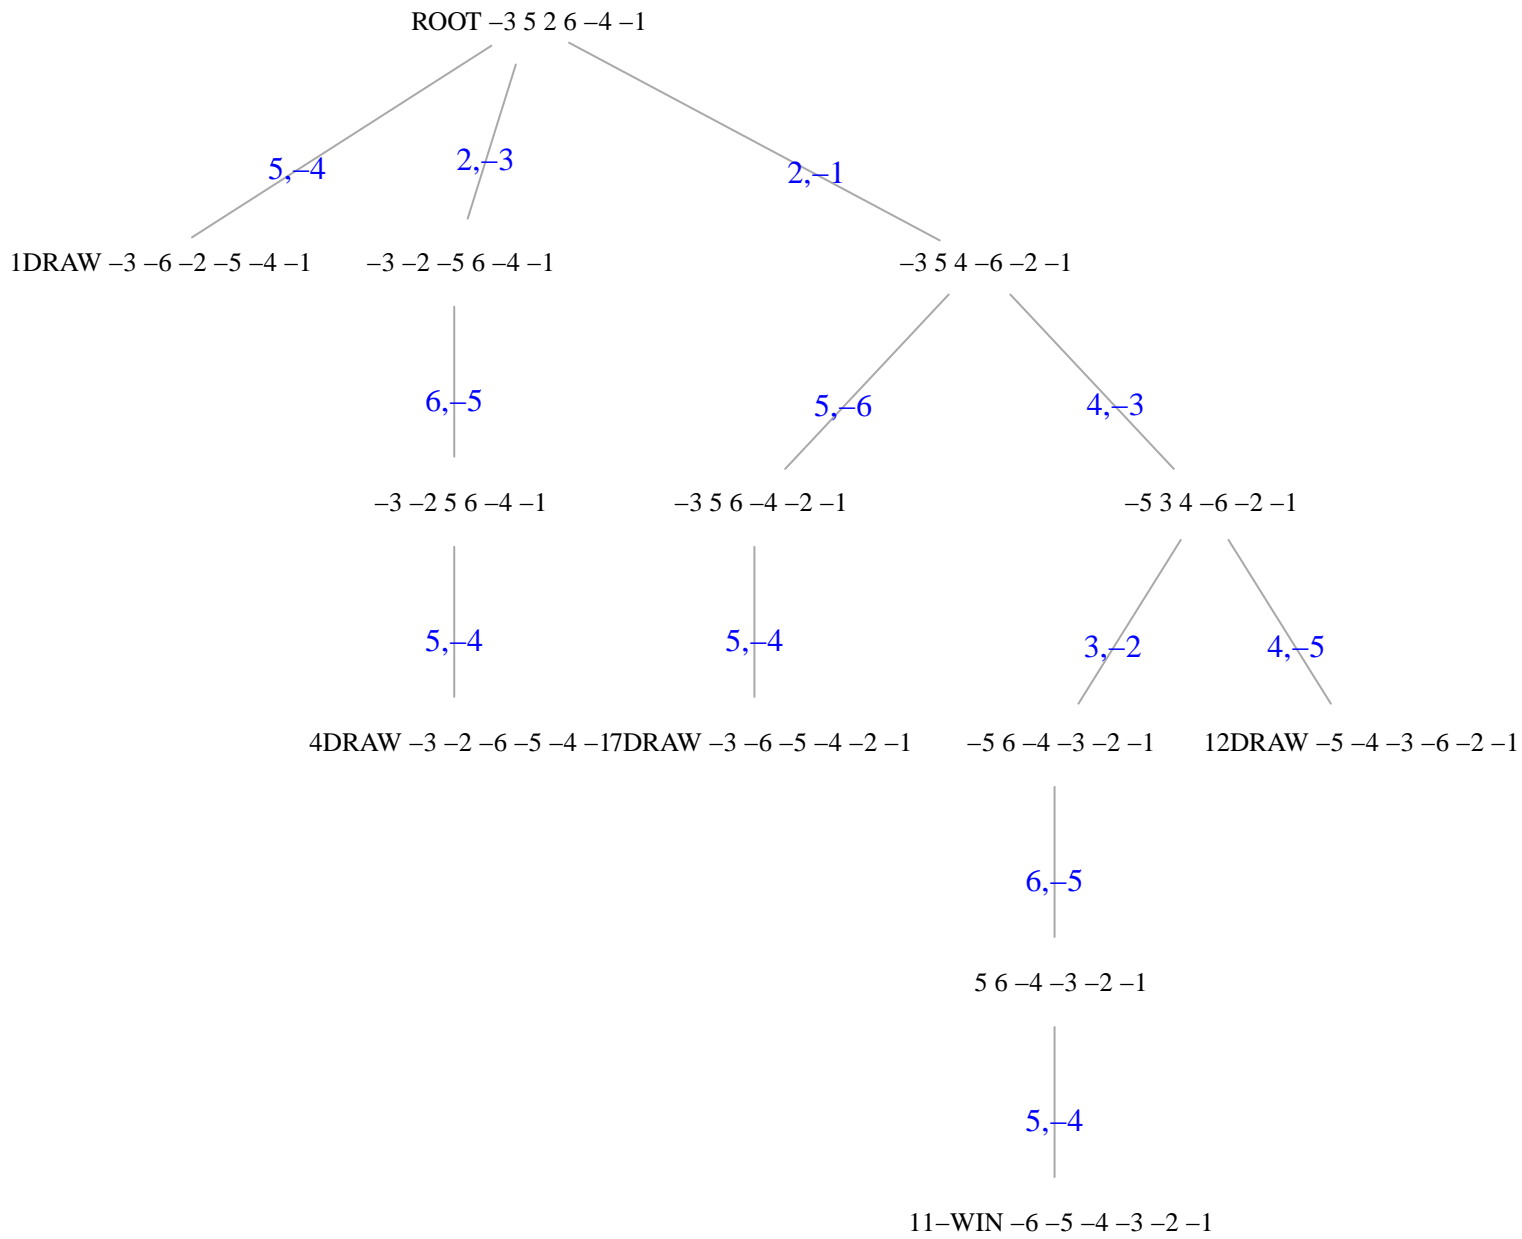 ROOT –3 5 2 6 –4 –1
5,–4
2,–3
2,–1
1DRAW –3 –6 –2 –5 –4 –1
–3 –2 –5 6 –4 –1
–3 5 4 –6 –2 –1
6,–5
5,–6
4,–3
–3 –2 5 6 –4 –1
–3 5 6 –4 –2 –1
–5 3 4 –6 –2 –1
5,–4
5,–4
3,–2
4,–5
4DRAW –3 –2 –6 –5 –4 –17DRAW –3 –6 –5 –4 –2 –1
–5 6 –4 –3 –2 –1
12DRAW –5 –4 –3 –6 –2 –1
6,–5
5 6 –4 –3 –2 –1
5,–4
11–WIN –6 –5 –4 –3 –2 –1